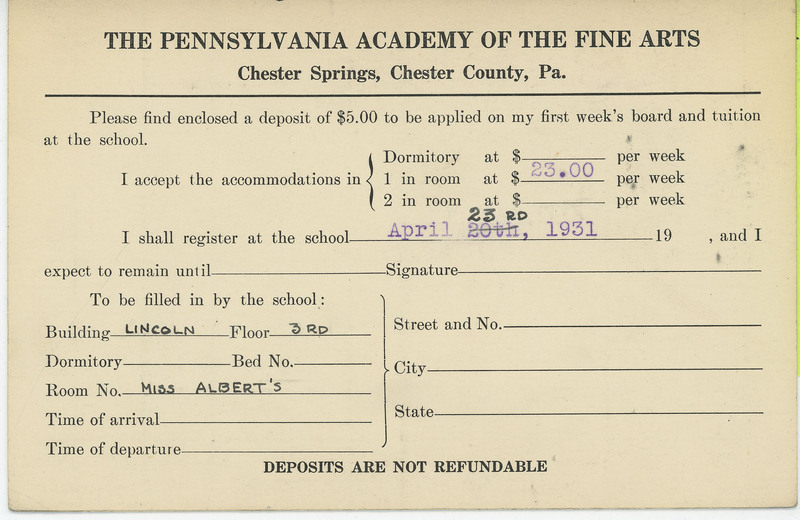 THE PENNSYLVANIA ACADEMY OF THE FINE ARTS
Chester Springs, Chester County, Pa.
Please find enclosed a deposit of $5.00 to be applied on my first week's board and tuition
at the school.
Dormitory at $ per week
I accept the accommodations in 1 in room at $ 23.00 per week
2 in room at $ per week
23 RD
I shall register at the school April 20th, 1931 19 , and I
expect to remain until Signature
To be filled in by the school:
Building LINCOLN Floor 3RD
Street and No.
Dormitory Bed No.
City
Room No. MISS ALBERT'S
State
Time of arrival
Time of departure
DEPOSITS ARE NOT REFUNDABLE